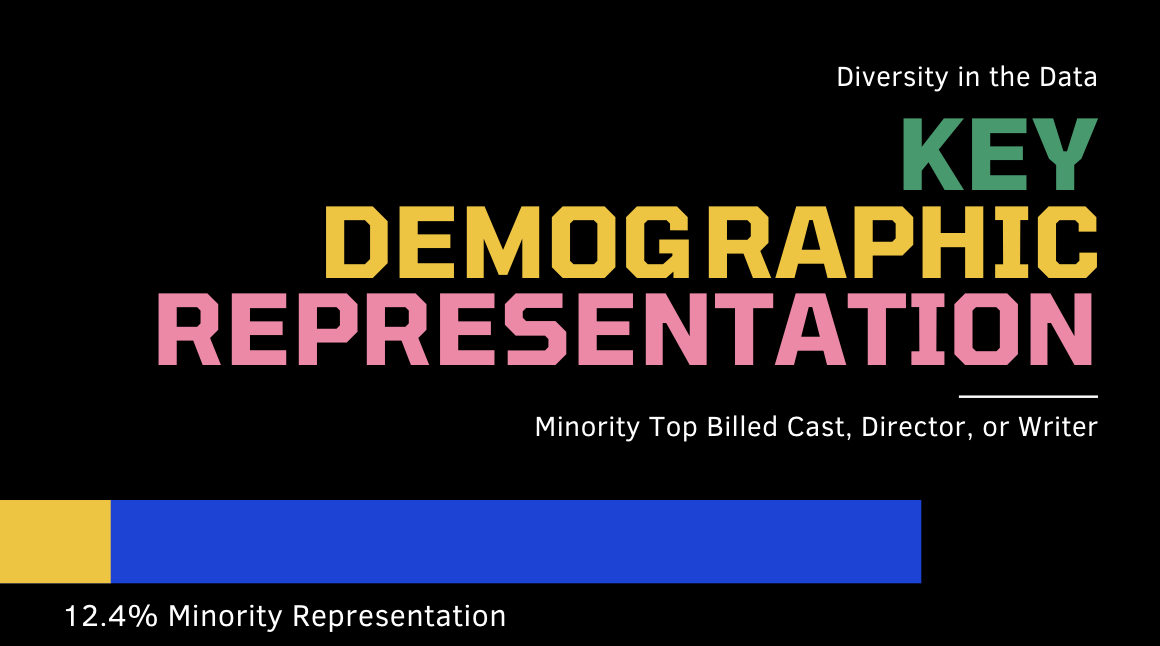 Diversity in the Data
KEY
DEMOGRAPHIC
REPRESENTATION
Minority Top Billed Cast, Director, or Writer
12.4% Minority Representation